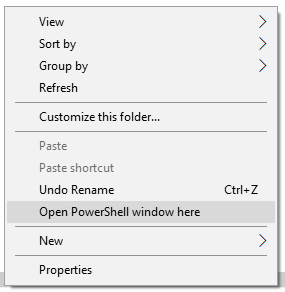 View
Sort by
Group by
Refresh
Customize this folder...
Paste
Paste shortcut
Undo Rename Ctrl+Z
Open PowerShell window here
New
Properties